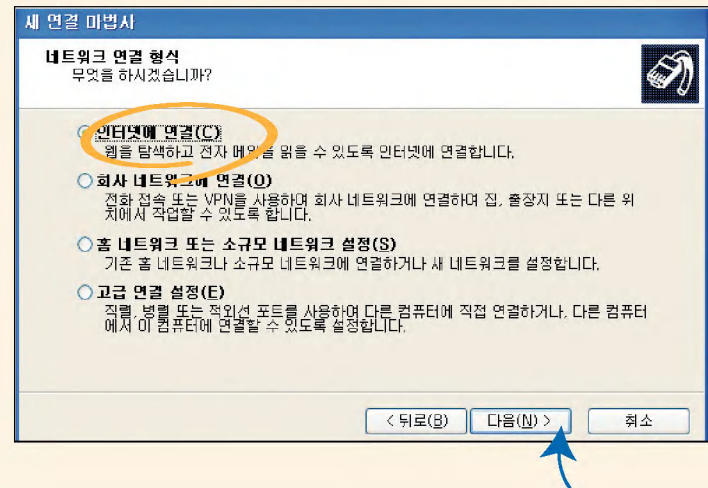 새 연결 마법사
네트워크 연결 형식
무엇을 하시겠습니까?
인터넷에 연결(C)
웹을 탐색하고 전자 메일을 읽을 수 있도록 인터넷에 연결합니다.
회사 네트워크에 연결(O)
전화 접속 또는 VPN을 사용하여 회사 네트워크에 연결하여 집, 출장지 또는 다른 위
치에서 작업할 수 있도록 합니다.
홈 네트워크 또는 소규모 네트워크 설정(S)
기존 홈 네트워크나 소규모 네트워크에 연결하거나 새 네트워크를 설정합니다.
고급 연결 설정(E)
직렬, 병렬 또는 적외선 포트를 사용하여 다른 컴퓨터에 직접 연결하거나, 다른 컴퓨터
에서 이 컴퓨터에 연결할 수 있도록 설정합니다.
< 뒤로(B) 다음(N) > 취소